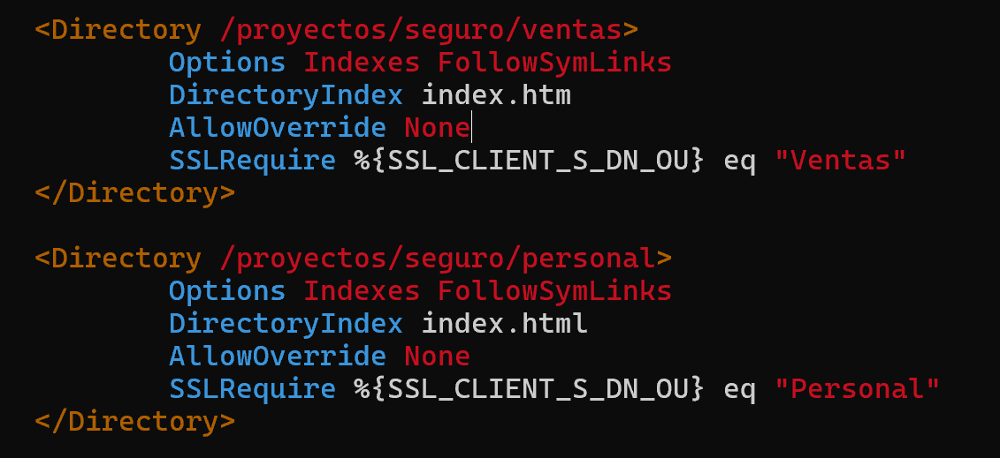 <Directory /proyectos/seguro/ventas>
Options Indexes FollowSymLinks
DirectoryIndex index.htm
AllowOverride None
SSLRequire %{SSL_CLIENT_S_DN_OU} eq "Ventas"
</Directory>
<Directory /proyectos/seguro/personal>
Options Indexes FollowSymLinks
DirectoryIndex index.html
AllowOverride None
SSLRequire %{SSL_CLIENT_S_DN_OU} eq "Personal"
</Directory>